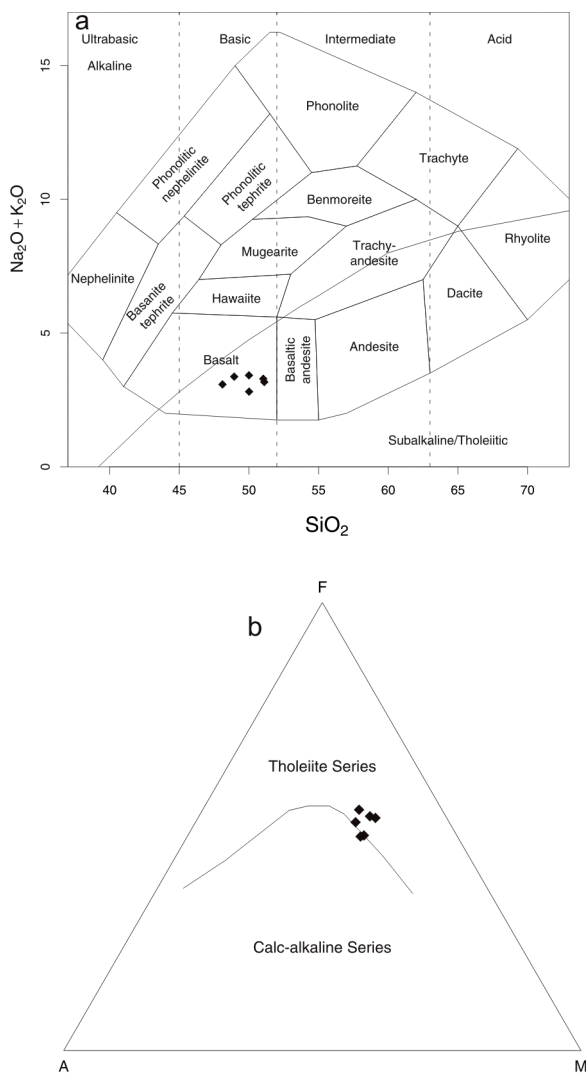 a
Ultrabasic Basic Intermediate Acid
Alkaline
15
Phonolite
Trachyte
Phonolitic
nephelinite
Phonolitic
tephrite
10
Benmoreite
Na₂O + K₂O
Rhyolite
Mugearite
Trachy-
andesite
Nephelinite
Basanite
tephrite
Hawaiite
Dacite
5
Basalt
Basaltic
andesite
Andesite
Subalkaline/Tholeiitic
0
40 45 50 55 60 65 70
SiO₂
b
F
Tholeiite Series
Calc-alkaline Series
A M